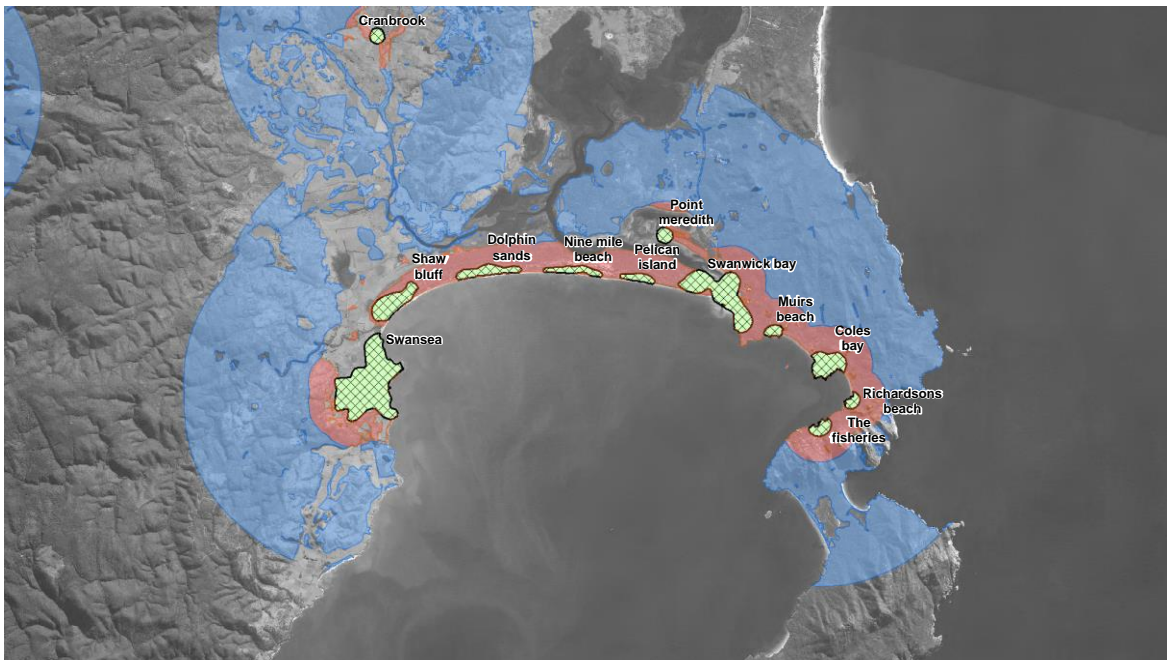 Cranbrook
Point
meredith
Dolphin
sands
Nine mile
beach
Pelican
island
Shaw
bluff
Swanwick bay
Muirs
beach
Coles
bay
Swansea
Richardsons
beach
The
fisheries